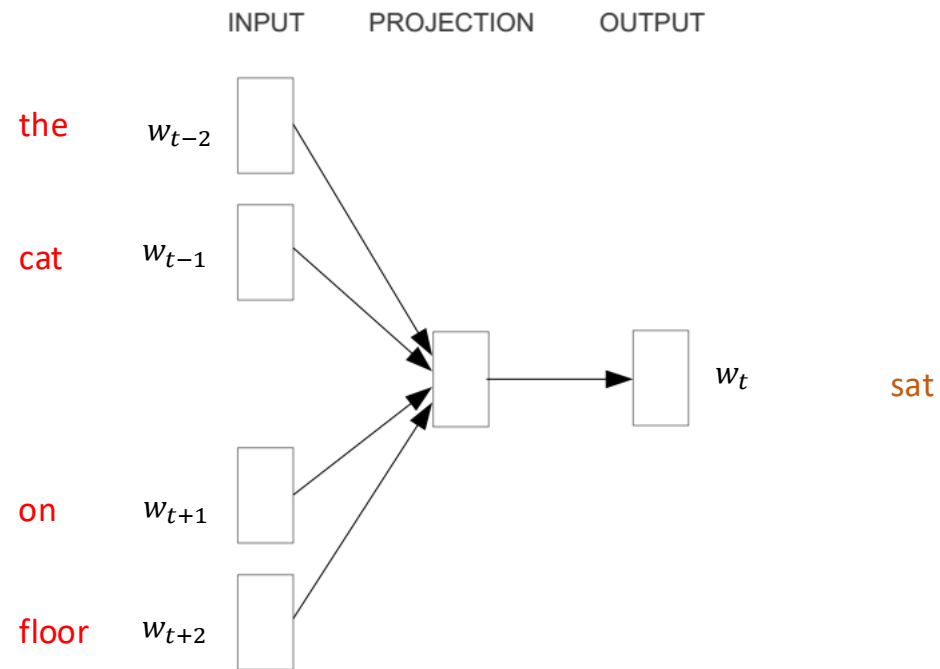 INPUT PROJECTION OUTPUT
the w_{t−2}
cat w_{t−1}
w_t sat
on w_{t+1}
floor w_{t+2}